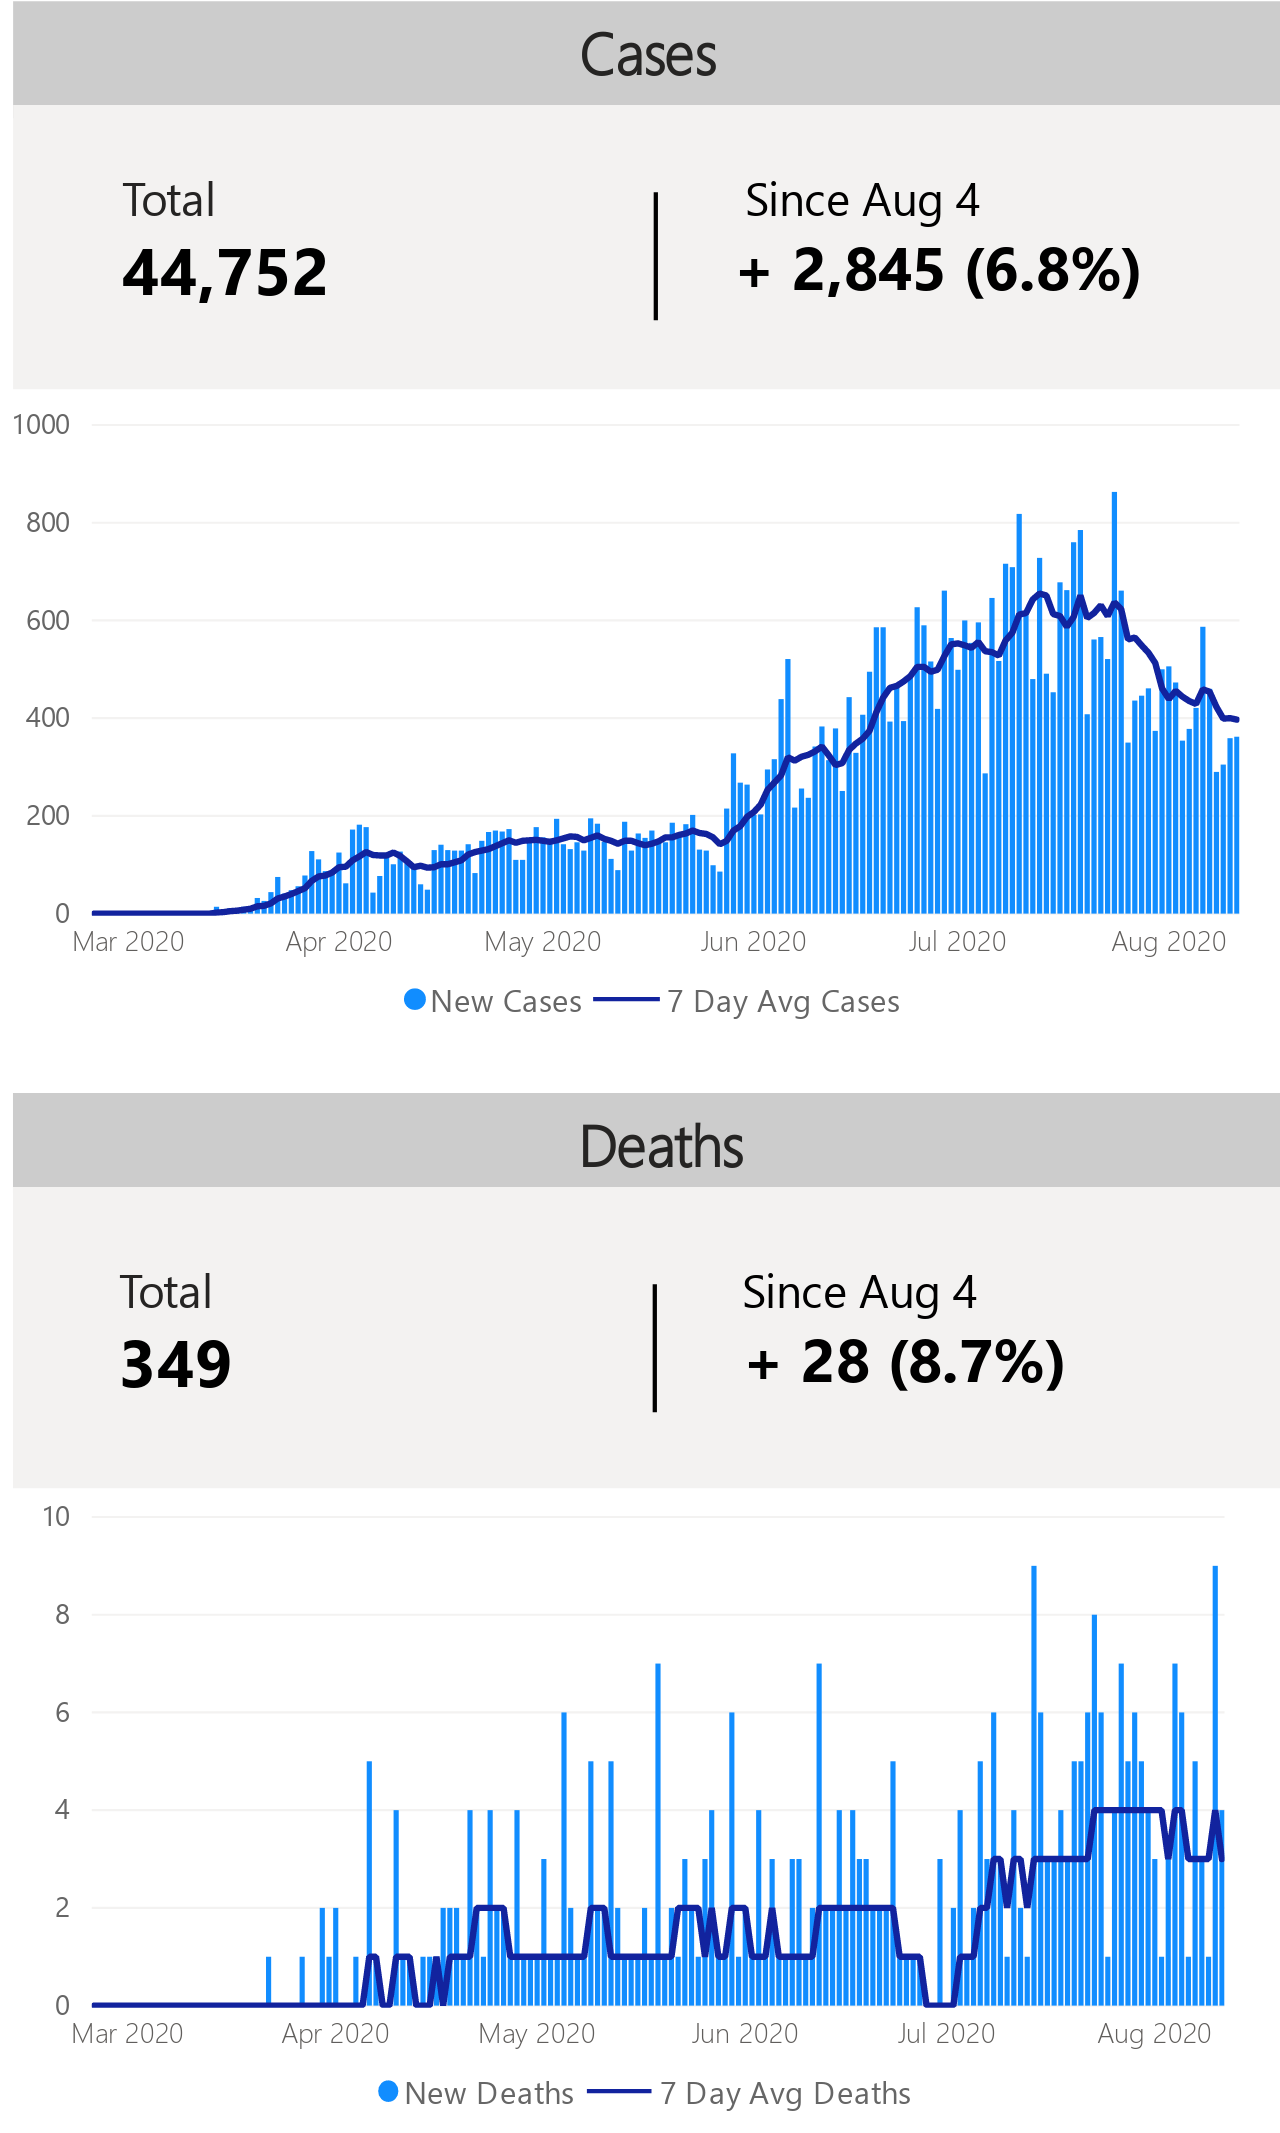 Cases
Total
44,752
Since Aug 4
+ 2,845 (6.8%)
1000
800
600
400
200
0
Mar 2020 Apr 2020 May 2020 Jun 2020 Jul 2020 Aug 2020
New Cases 7 Day Avg Cases
Deaths
Total
349
Since Aug 4
+ 28 (8.7%)
10
8
6
4
2
0
Mar 2020 Apr 2020 May 2020 Jun 2020 Jul 2020 Aug 2020
New Deaths 7 Day Avg Deaths